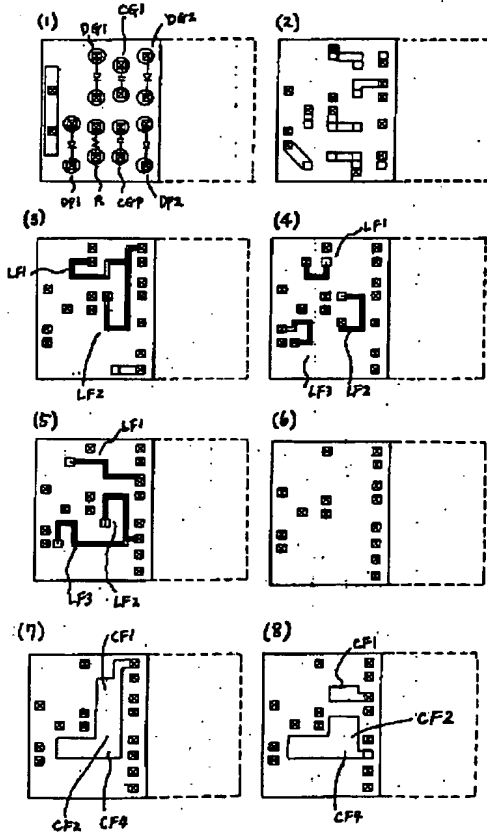 (1)
DG1
CG1
DG2
DP1
R
CGP
DP2
(2)
(3)
LF1
LF2
(4)
LF1
LF3
LF2
(5)
LF1
LF3
LF2
(6)
(7)
CF1
CF2
CF4
(8)
CF1
CF2
CF4